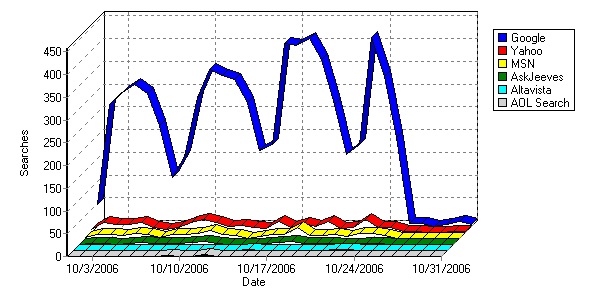 Searches
450
400
350
300
250
200
150
100
50
0
10/3/2006
10/10/2006
10/17/2006
10/24/2006
10/31/2006
Date
Google
Yahoo
MSN
AskJeeves
Altavista
AOL Search